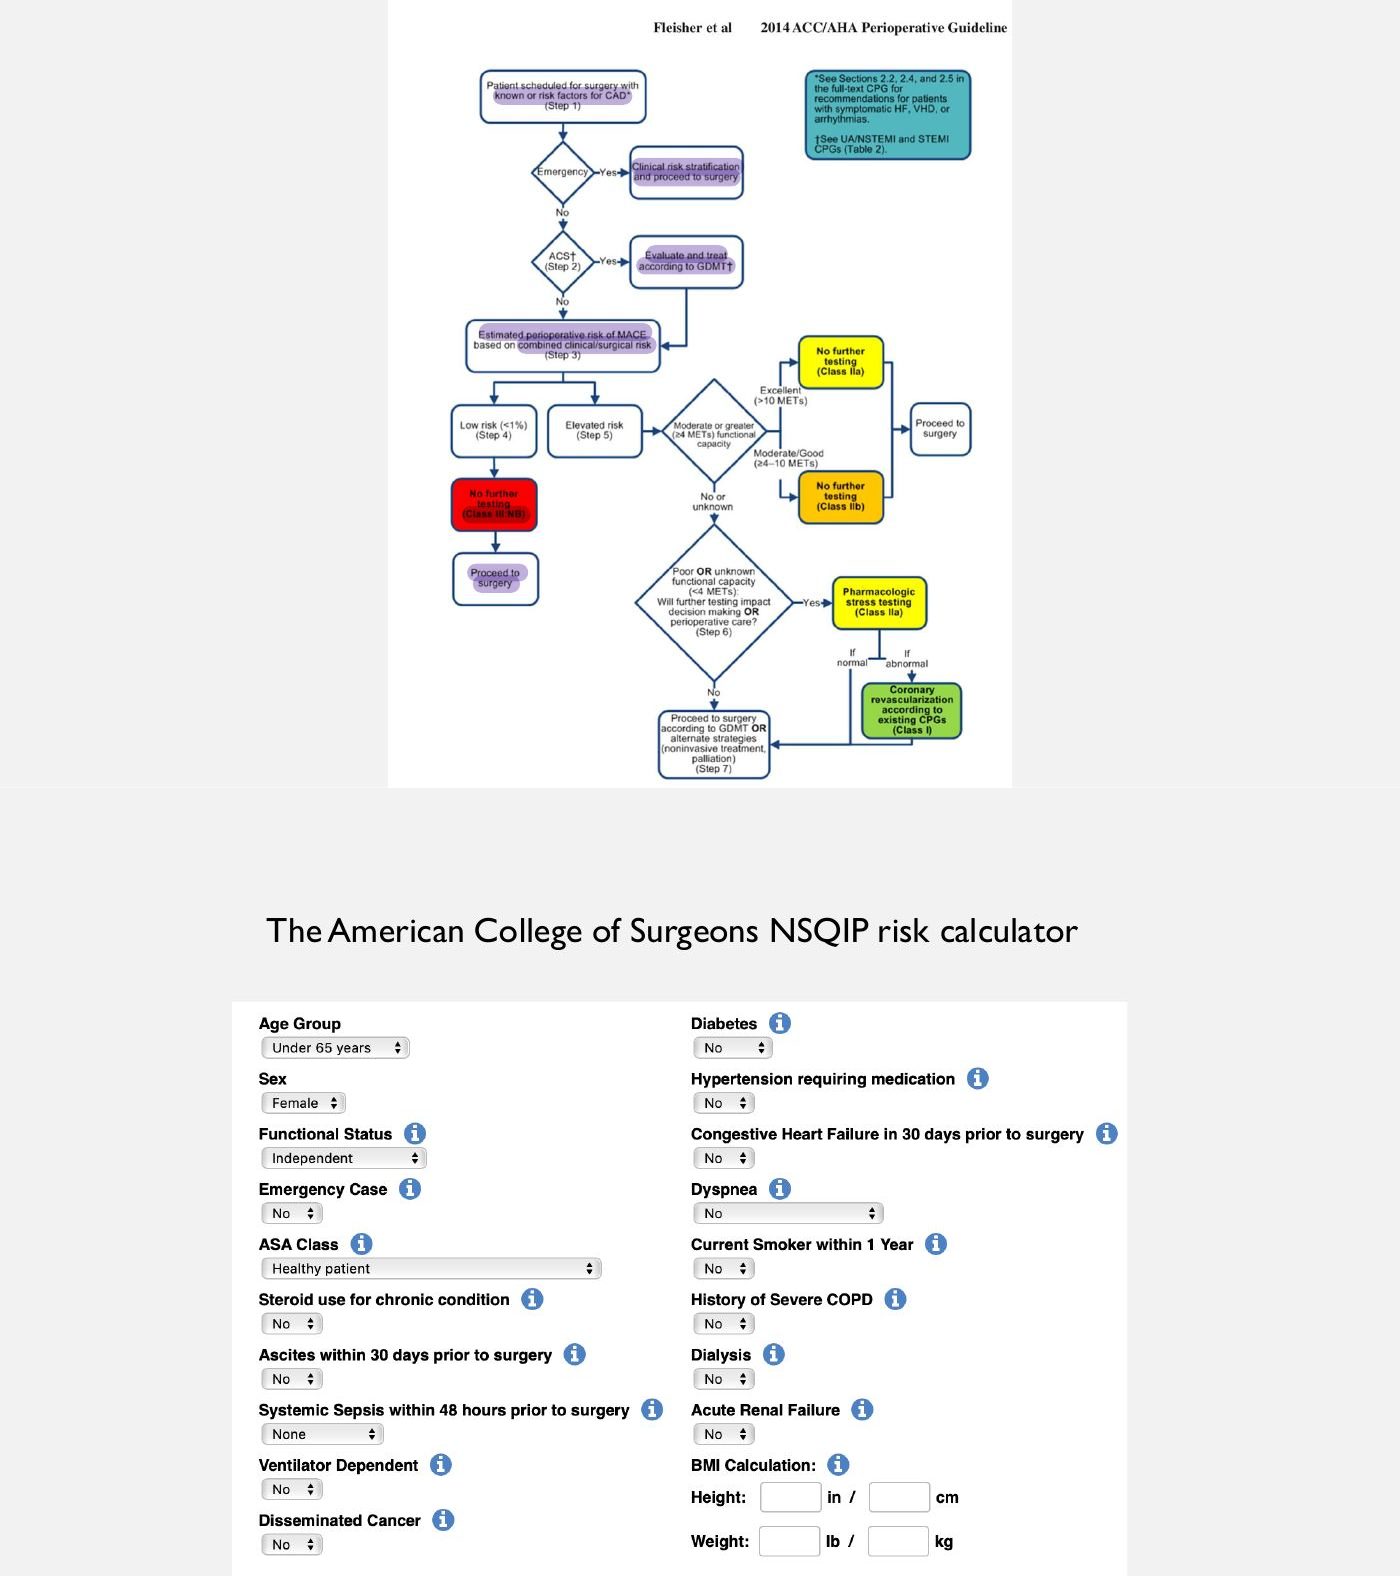 Fleisher et al 2014 ACC/AHA Perioperative Guideline
Patient scheduled for surgery with
known or risk factors for CAD*
(Step 1)
*See Sections 2.2, 2.4, and 2.5 in
the full-text CPG for
recommendations for patients
with symptomatic HF, VHD, or
arrhythmias.
†See UA/NSTEMI and STEMI
CPGs (Table 2).
Emergency
Yes
Clinical risk stratification
and proceed to surgery
No
ACS†
(Step 2)
Yes
Evaluate and treat
according to GDMT†
No
Estimated perioperative risk of MACE
based on combined clinical/surgical risk
(Step 3)
Low risk (<1%)
(Step 4)
Elevated risk
(Step 5)
No further
testing
(Class III:NB)
Proceed to
surgery
Moderate or greater
(≥4 METs) functional
capacity
Excellent
(>10 METs)
No further
testing
(Class IIa)
Moderate/Good
(≥4–10 METs)
No further
testing
(Class IIb)
Proceed to
surgery
No or
unknown
Poor OR unknown
functional capacity
(<4 METs):
Will further testing impact
decision making OR
perioperative care?
(Step 6)
Yes
Pharmacologic
stress testing
(Class IIa)
If
normal
If
abnormal
Coronary
revascularization
according to
existing CPGs
(Class I)
No
Proceed to surgery
according to GDMT OR
alternate strategies
(noninvasive treatment,
palliation)
(Step 7)
The American College of Surgeons NSQIP risk calculator
Age Group
Under 65 years
Sex
Female
Functional Status
Independent
Emergency Case
No
ASA Class
Healthy patient
Steroid use for chronic condition
No
Ascites within 30 days prior to surgery
No
Systemic Sepsis within 48 hours prior to surgery
None
Ventilator Dependent
No
Disseminated Cancer
No
Diabetes
No
Hypertension requiring medication
No
Congestive Heart Failure in 30 days prior to surgery
No
Dyspnea
No
Current Smoker within 1 Year
No
History of Severe COPD
No
Dialysis
No
Acute Renal Failure
No
BMI Calculation:
Height: in / cm
Weight: lb / kg